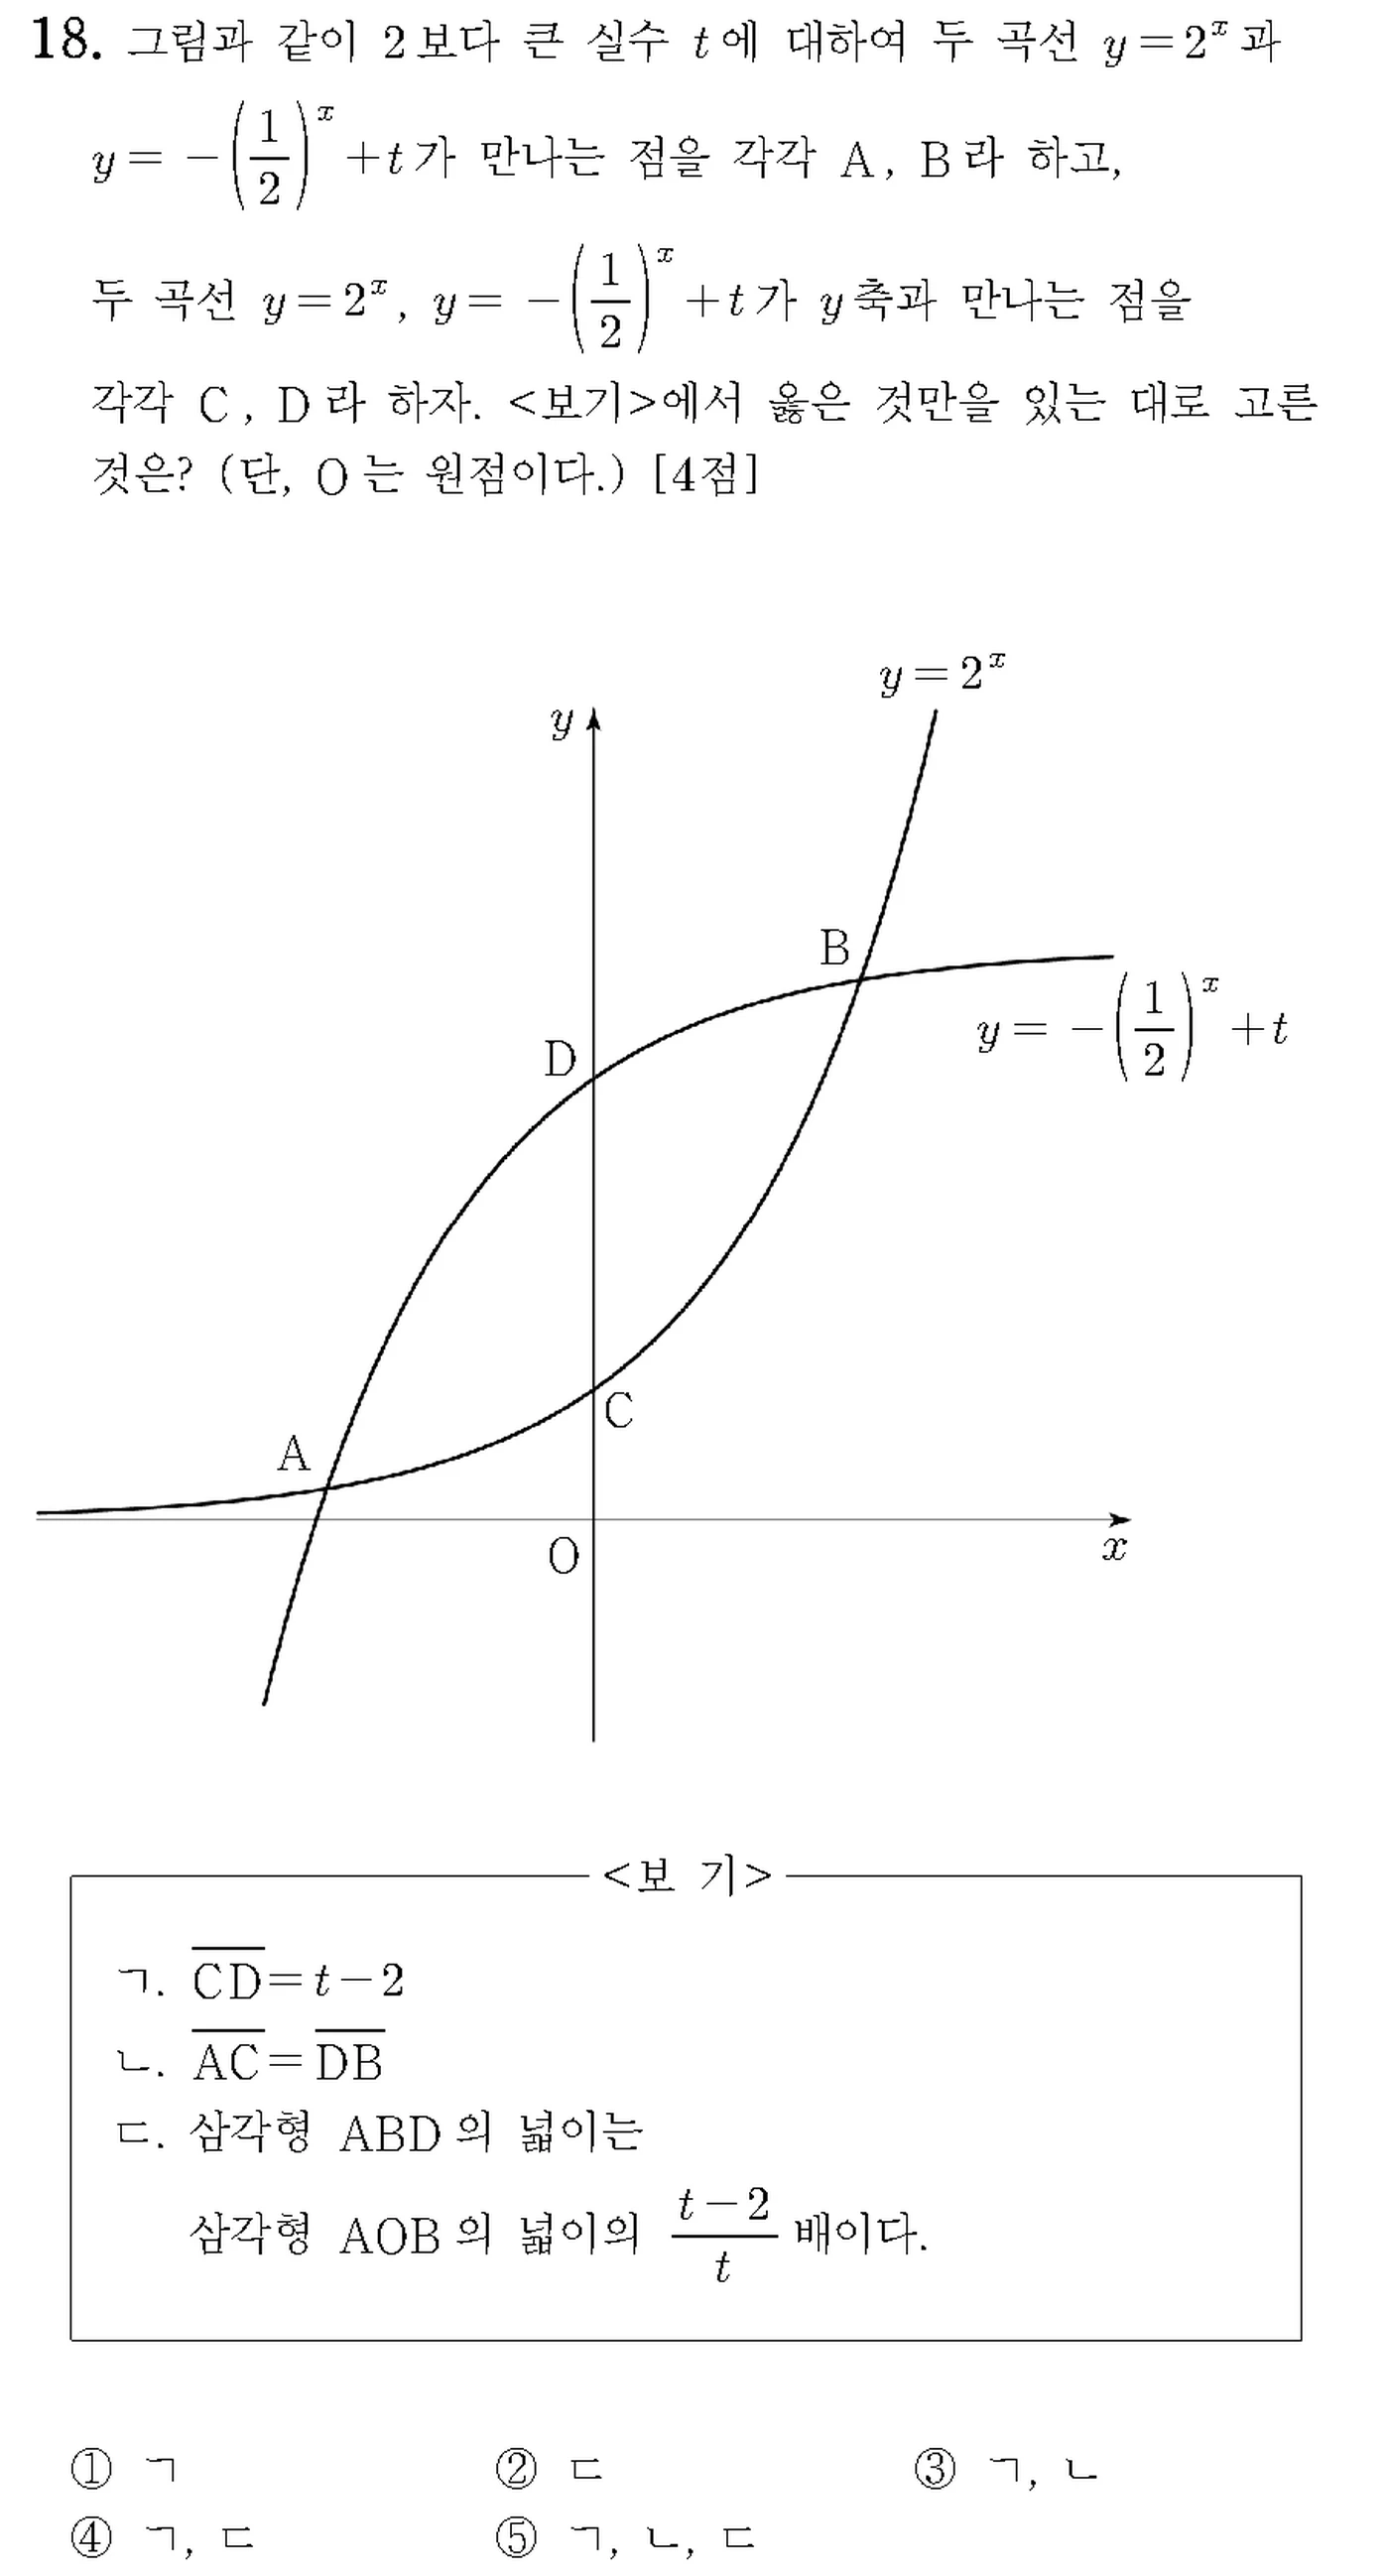 18. 그림과 같이 2보다 큰 실수 t에 대하여 두 곡선 y=2^x과
y=-(1/2)^x+t가 만나는 점을 각각 A, B라 하고,
두 곡선 y=2^x, y=-(1/2)^x+t가 y축과 만나는 점을
각각 C, D라 하자. <보기>에서 옳은 것만을 있는 대로 고른
것은? (단, O는 원점이다.) [4점]
y=2^x
y
B
D
y=-(1/2)^x+t
C
A
O
x
<보 기>
ㄱ. \overline{CD}=t-2
ㄴ. \overline{AC}=\overline{DB}
ㄷ. 삼각형 ABD의 넓이는
삼각형 AOB의 넓이의 (t-2)/t 배이다.
① ㄱ ② ㄷ ③ ㄱ, ㄴ
④ ㄱ, ㄷ ⑤ ㄱ, ㄴ, ㄷ